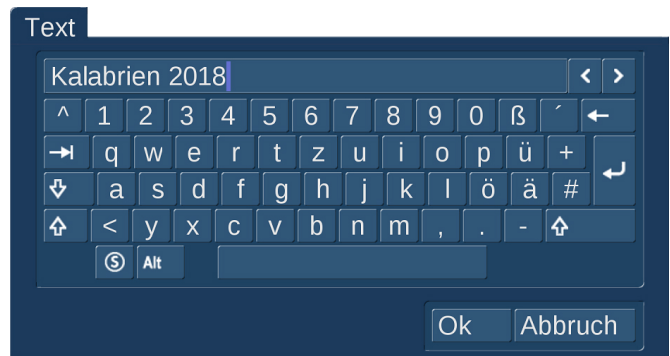 Text
Kalabrien 2018 < >
^ 1 2 3 4 5 6 7 8 9 0 ß ´ ←
q w e r t z u i o p ü +
a s d f g h j k l ö ä #
< y x c v b n m , . -
S Alt
Ok Abbruch